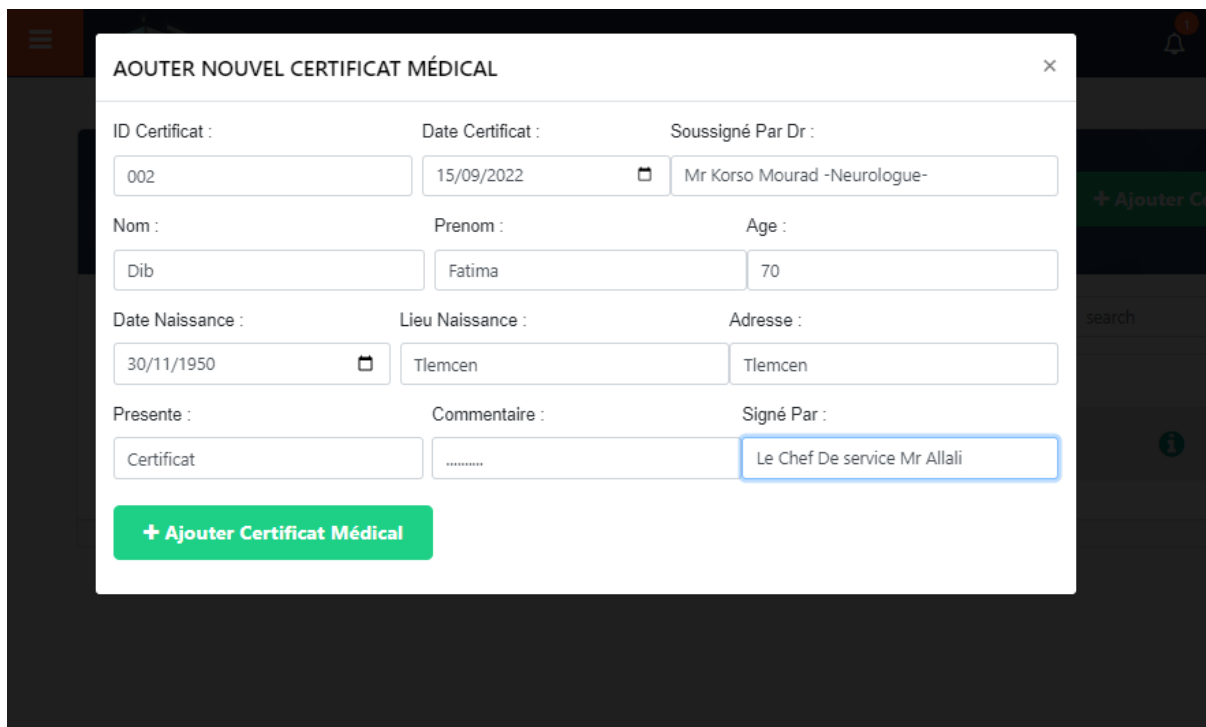 1
AOUTER NOUVEL CERTIFICAT MÉDICAL ×
ID Certificat : Date Certificat : Soussigné Par Dr :
002 15/09/2022 Mr Korso Mourad -Neurologue-
+ Ajouter Ce
Nom : Prenom : Age :
Dib Fatima 70
Date Naissance : Lieu Naissance : Adresse :
search
30/11/1950 Tlemcen Tlemcen
Presente : Commentaire : Signé Par :
Certificat .......... Le Chef De service Mr Allali
+ Ajouter Certificat Médical